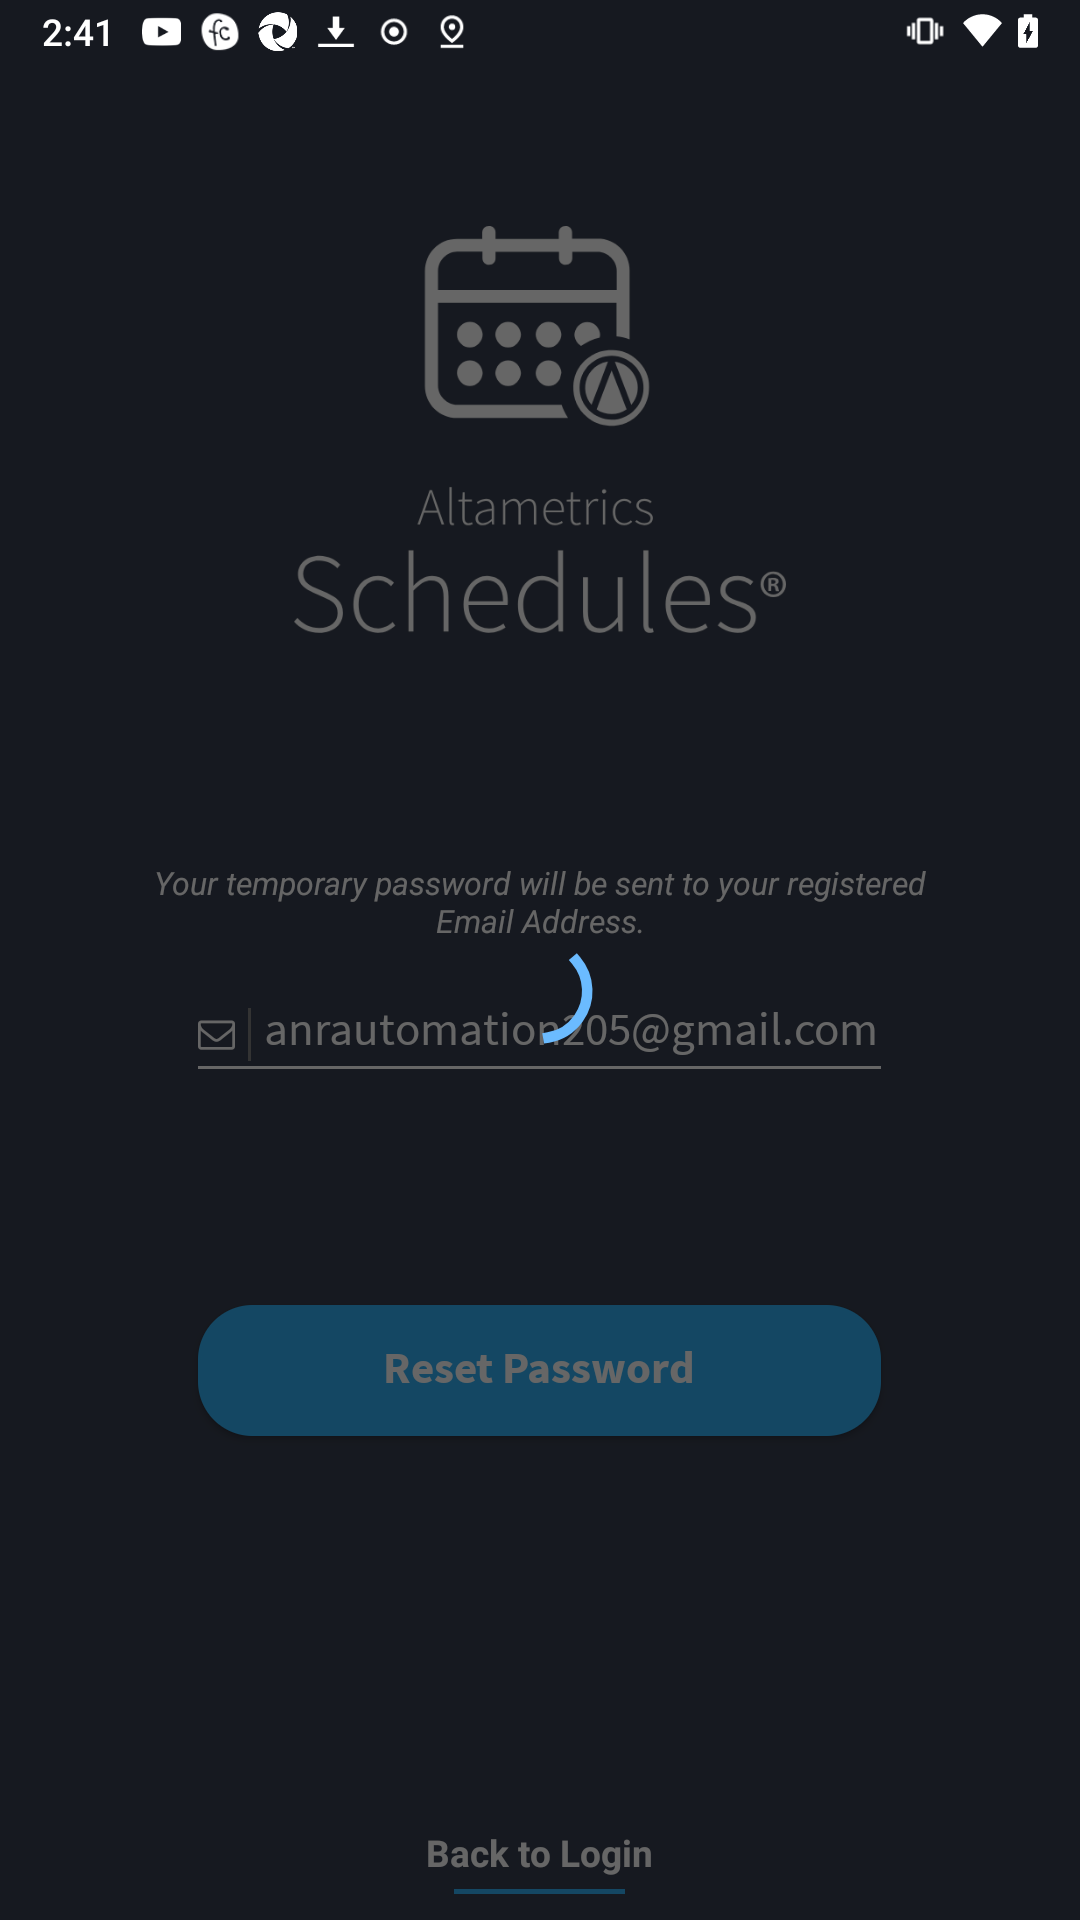 2:41
Altametrics
Schedules®
Your temporary password will be sent to your registered
Email Address.
anrautomation205@gmail.com
Reset Password
Back to Login